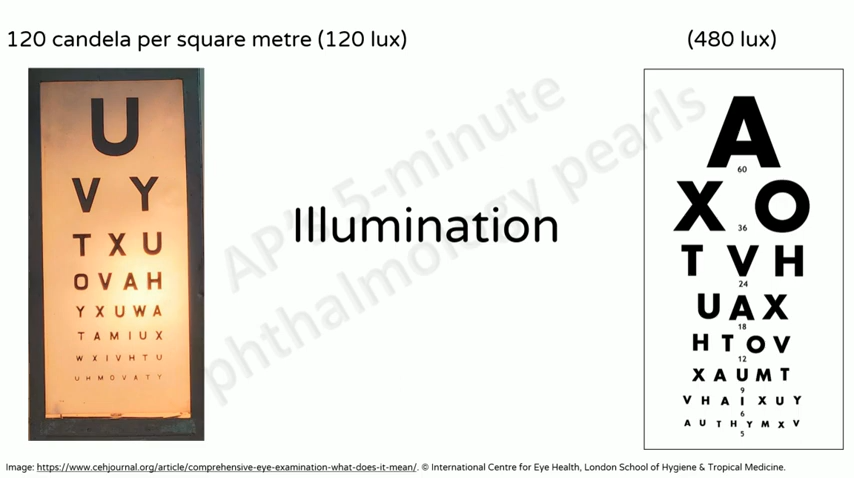 120 candela per square metre (120 lux)
(480 lux)
U
V Y
T X U
O V A H
Y X U W A
T A M I U X
W X I V H T U
U H M O V A T Y
Illumination
AP's 5-minute
phthalmology pearls
A
60
X O
36
T V H
24
U A X
18
H T O V
12
X A U M T
9
V H A I X U Y
6
A U T H Y M X V
5
Image: https://www.cehjournal.org/article/comprehensive-eye-examination-what-does-it-mean/. © International Centre for Eye Health, London School of Hygiene & Tropical Medicine.